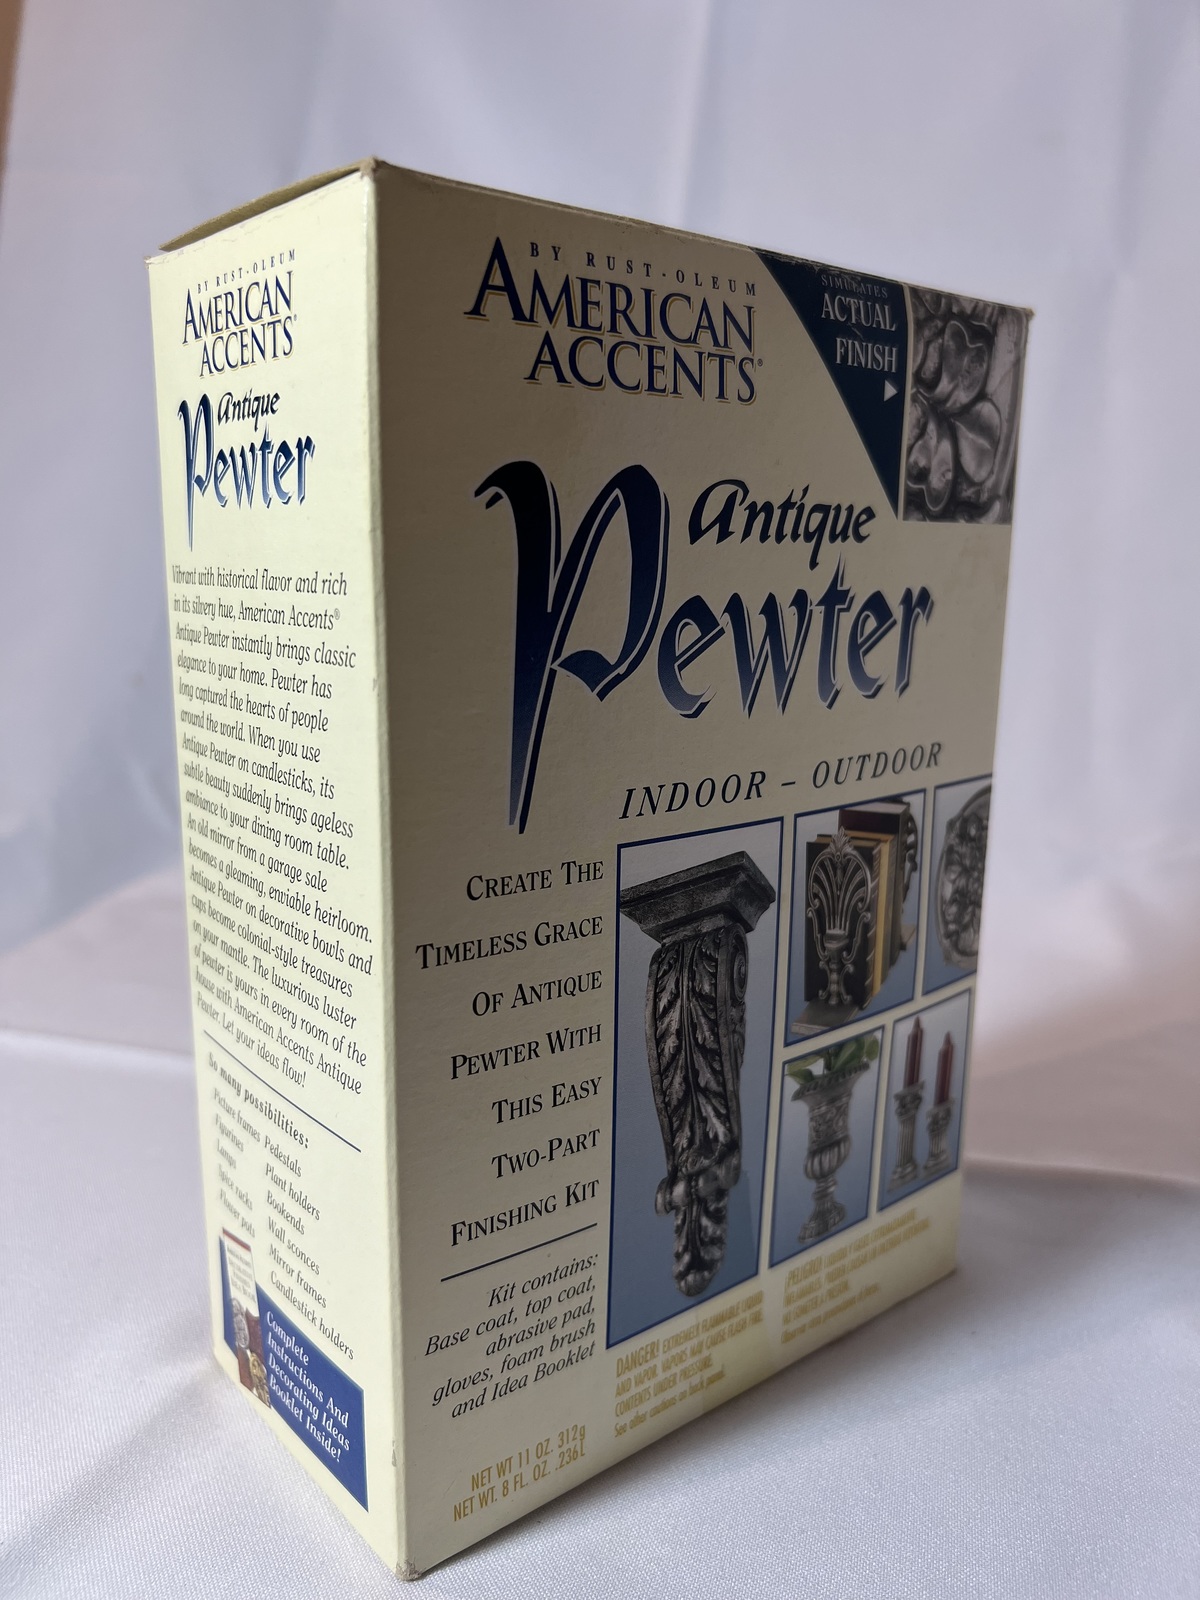 BY RUST-OLEUM
AMERICAN
ACCENTS®
Antique
Pewter
Vibrant with historical flavor and rich
in its silvery hue, American Accents®
Antique Pewter instantly brings classic
elegance to your home. Pewter has
long captured the hearts of people
around the world. When you use
Antique Pewter on candlesticks, its
subtle beauty suddenly brings ageless
ambiance to your dining room table.
An old mirror from a garage sale
becomes a gleaming, enviable heirloom.
Antique Pewter on decorative bowls and
cups become colonial-style treasures
on your mantle. The luxurious luster
of pewter is yours in every room of the
house with American Accents Antique
Pewter. Let your ideas flow!
So many possibilities:
Picture frames
Figurines
Lamps
Spice racks
Flower pots
Pedestals
Plant holders
Bookends
Wall sconces
Mirror frames
Candlestick holders
Complete
Instructions And
Decorating Ideas
Booklet Inside!
BY RUST-OLEUM
AMERICAN
ACCENTS®
SIMULATES
ACTUAL
FINISH
Antique
Pewter
INDOOR – OUTDOOR
CREATE THE
TIMELESS GRACE
OF ANTIQUE
PEWTER WITH
THIS EASY
TWO-PART
FINISHING KIT
Kit contains:
Base coat, top coat,
abrasive pad,
gloves, foam brush
and Idea Booklet
NET WT 11 OZ. 312g
NET WT. 8 FL. OZ. .236L
DANGER! EXTREMELY FLAMMABLE LIQUID
AND VAPOR. VAPORS MAY CAUSE FLASH FIRE.
CONTENTS UNDER PRESSURE.
See other cautions on back panel.
¡PELIGRO!